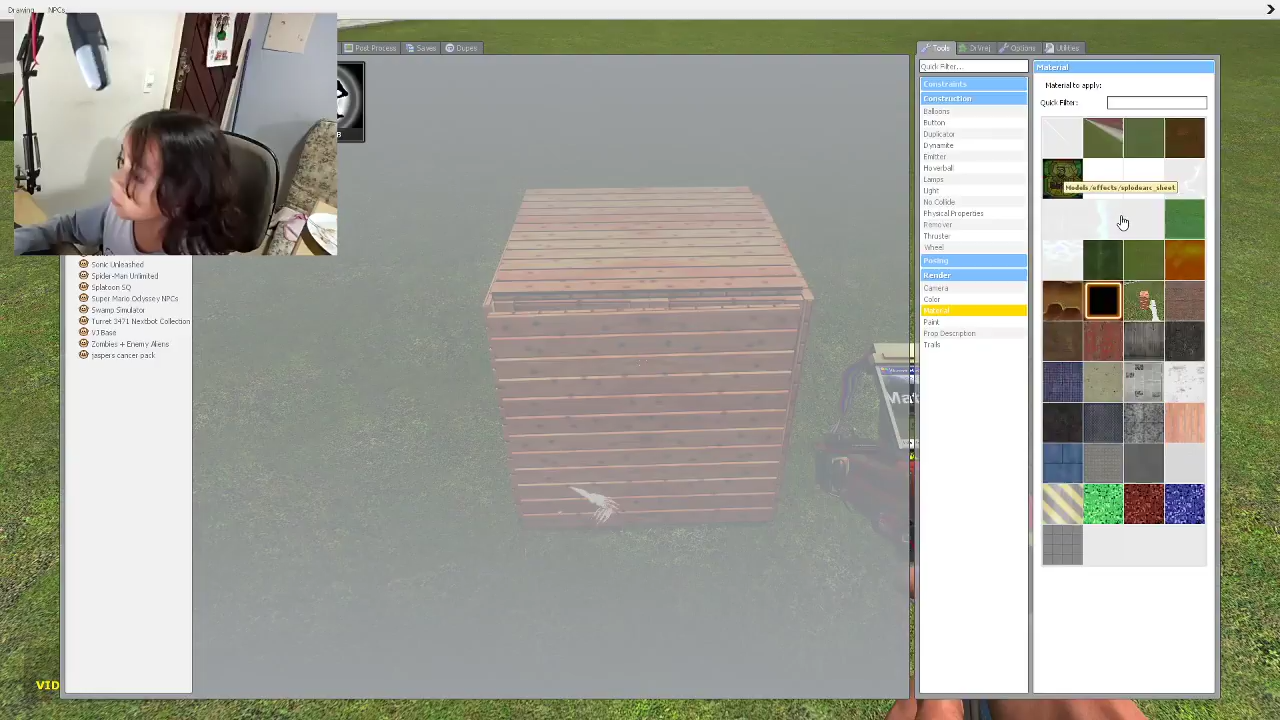 Drawing NPCs
Post Process Saves Dupes
Tools DrVrej Options Utilities
Quick Filter...
Constraints
Construction
Balloons
Button
Duplicator
Dynamite
Emitter
Hoverball
Lamps
Light
No Collide
Physical Properties
Remover
Thruster
Wheel
Posing
Render
Camera
Color
Material
Paint
Prop Description
Trails
Material
Material to apply:
Quick Filter:
Models/effects/splodearc_sheet
Sonic Unleashed
Spider-Man Unlimited
Splatoon SQ
Super Mario Odyssey NPCs
Swamp Simulator
Turret 3471 Nextbot Collection
VJ Base
Zombies + Enemy Aliens
jaspers cancer pack
VID